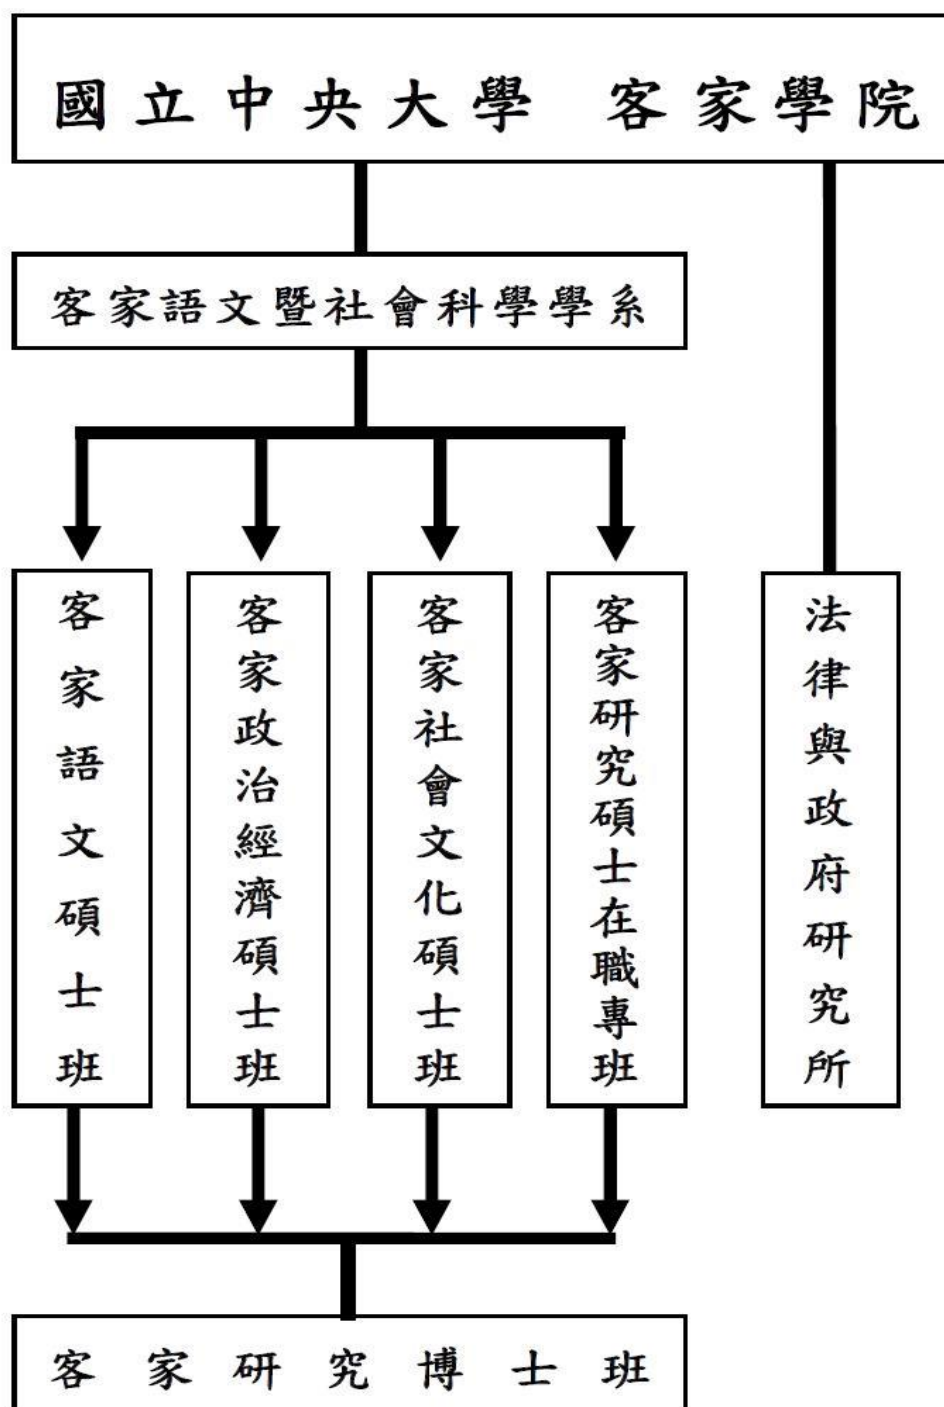 國立中央大學 客家學院
客家語文暨社會科學學系
客家語文碩士班
客家政治經濟碩士班
客家社會文化碩士班
客家研究碩士在職專班
法律與政府研究所
客家研究博士班